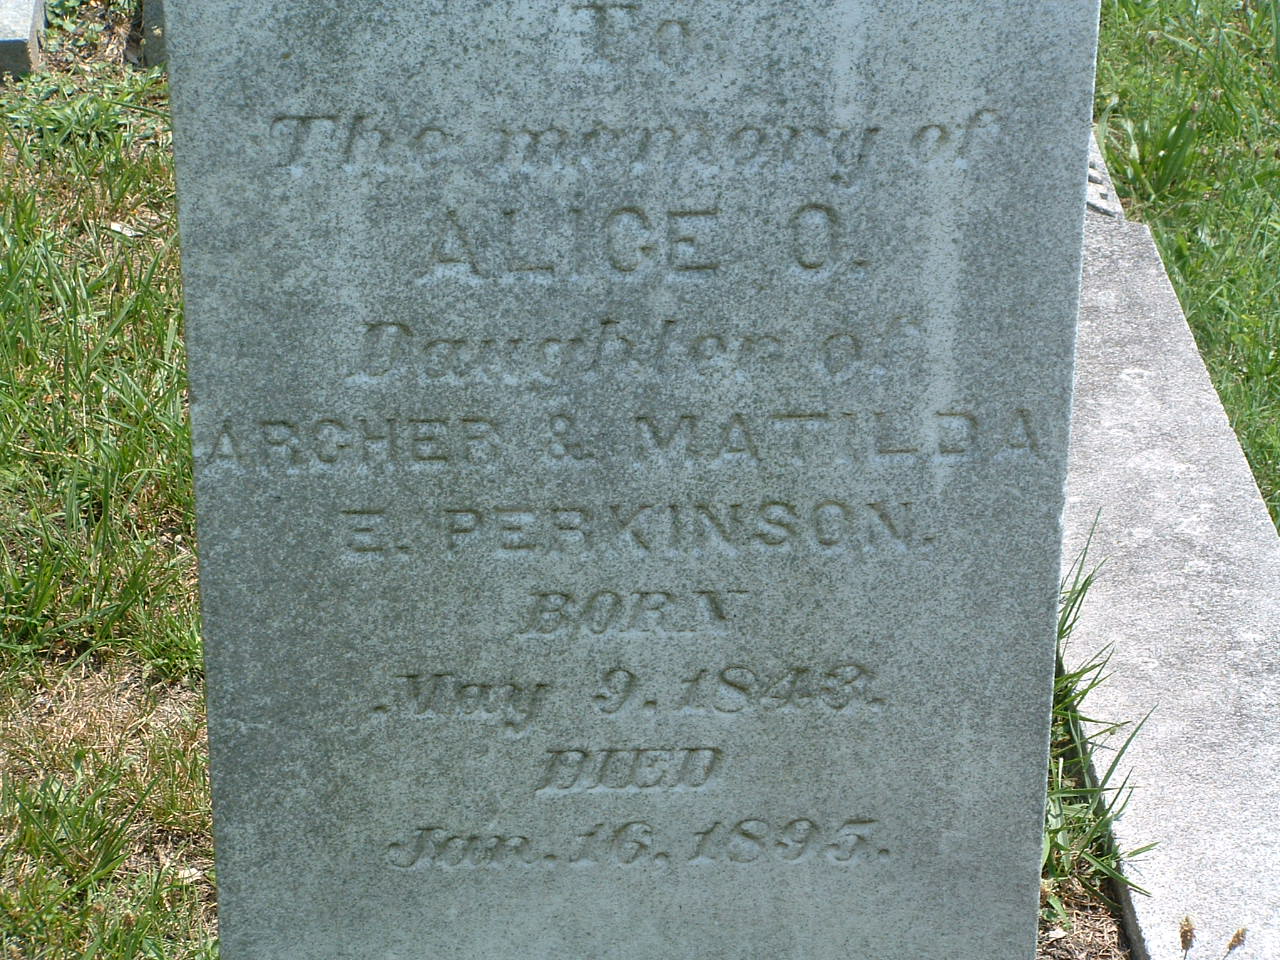 To.
The memory of
ALICE O.
Daughter of
ARCHER & MATILDA
E. PERKINSON.
BORN
May 9. 1843.
DIED
Jan. 16. 1895.